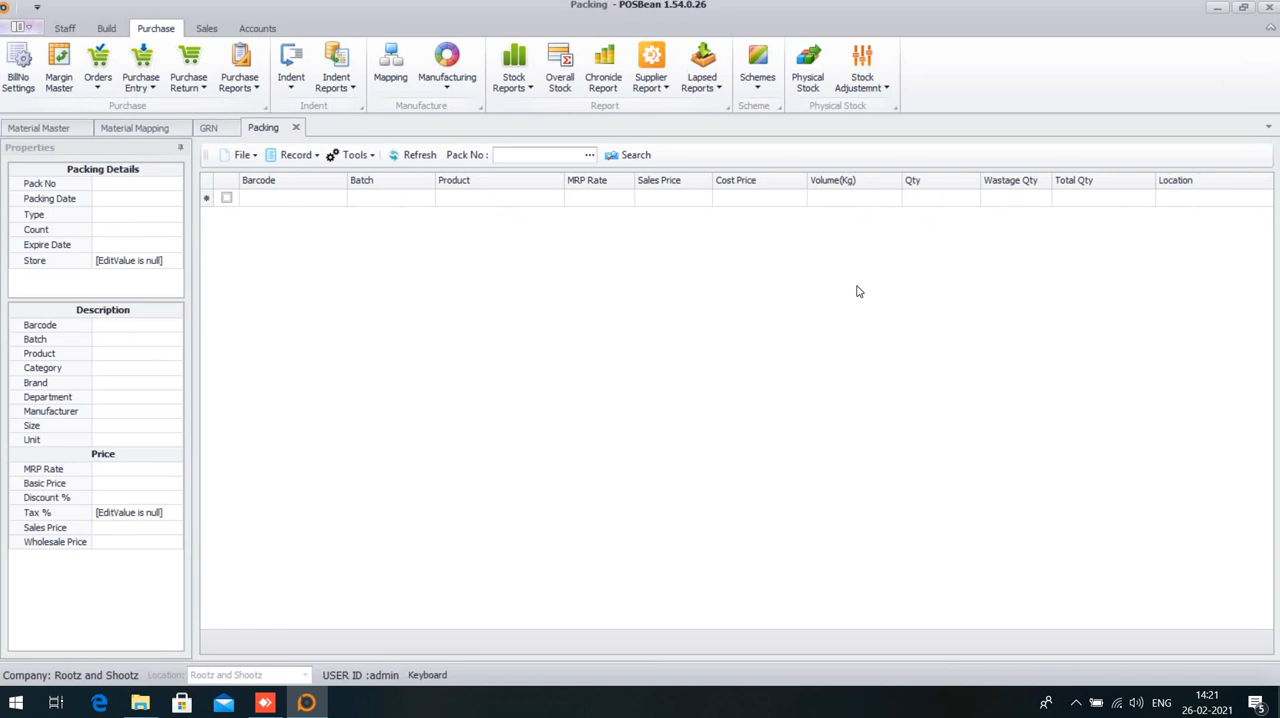 Packing - POSBean 1.54.0.26
Staff Build Purchase Sales Accounts
BillNo Settings Margin Master Orders Purchase Entry Purchase Return Purchase Reports Indent Indent Reports Mapping Manufacturing Stock Reports Overall Stock Chronicle Report Supplier Report Lapsed Reports Schemes Physical Stock Stock Adjusemnt
Purchase Indent Manufacture Report Scheme Physical Stock
Material Master Material Mapping GRN Packing
Properties
File Record Tools Refresh Pack No : Search
Packing Details
Pack No
Packing Date
Type
Count
Expire Date
Store [EditValue is null]
Description
Barcode
Batch
Product
Category
Brand
Department
Manufacturer
Size
Unit
Price
MRP Rate
Basic Price
Discount %
Tax % [EditValue is null]
Sales Price
Wholesale Price
Barcode Batch Product MRP Rate Sales Price Cost Price Volume(Kg) Qty Wastage Qty Total Qty Location
Company: Rootz and Shootz Location: Rootz and Shootz USER ID :admin Keyboard
ENG
14:21
26-02-2021
5